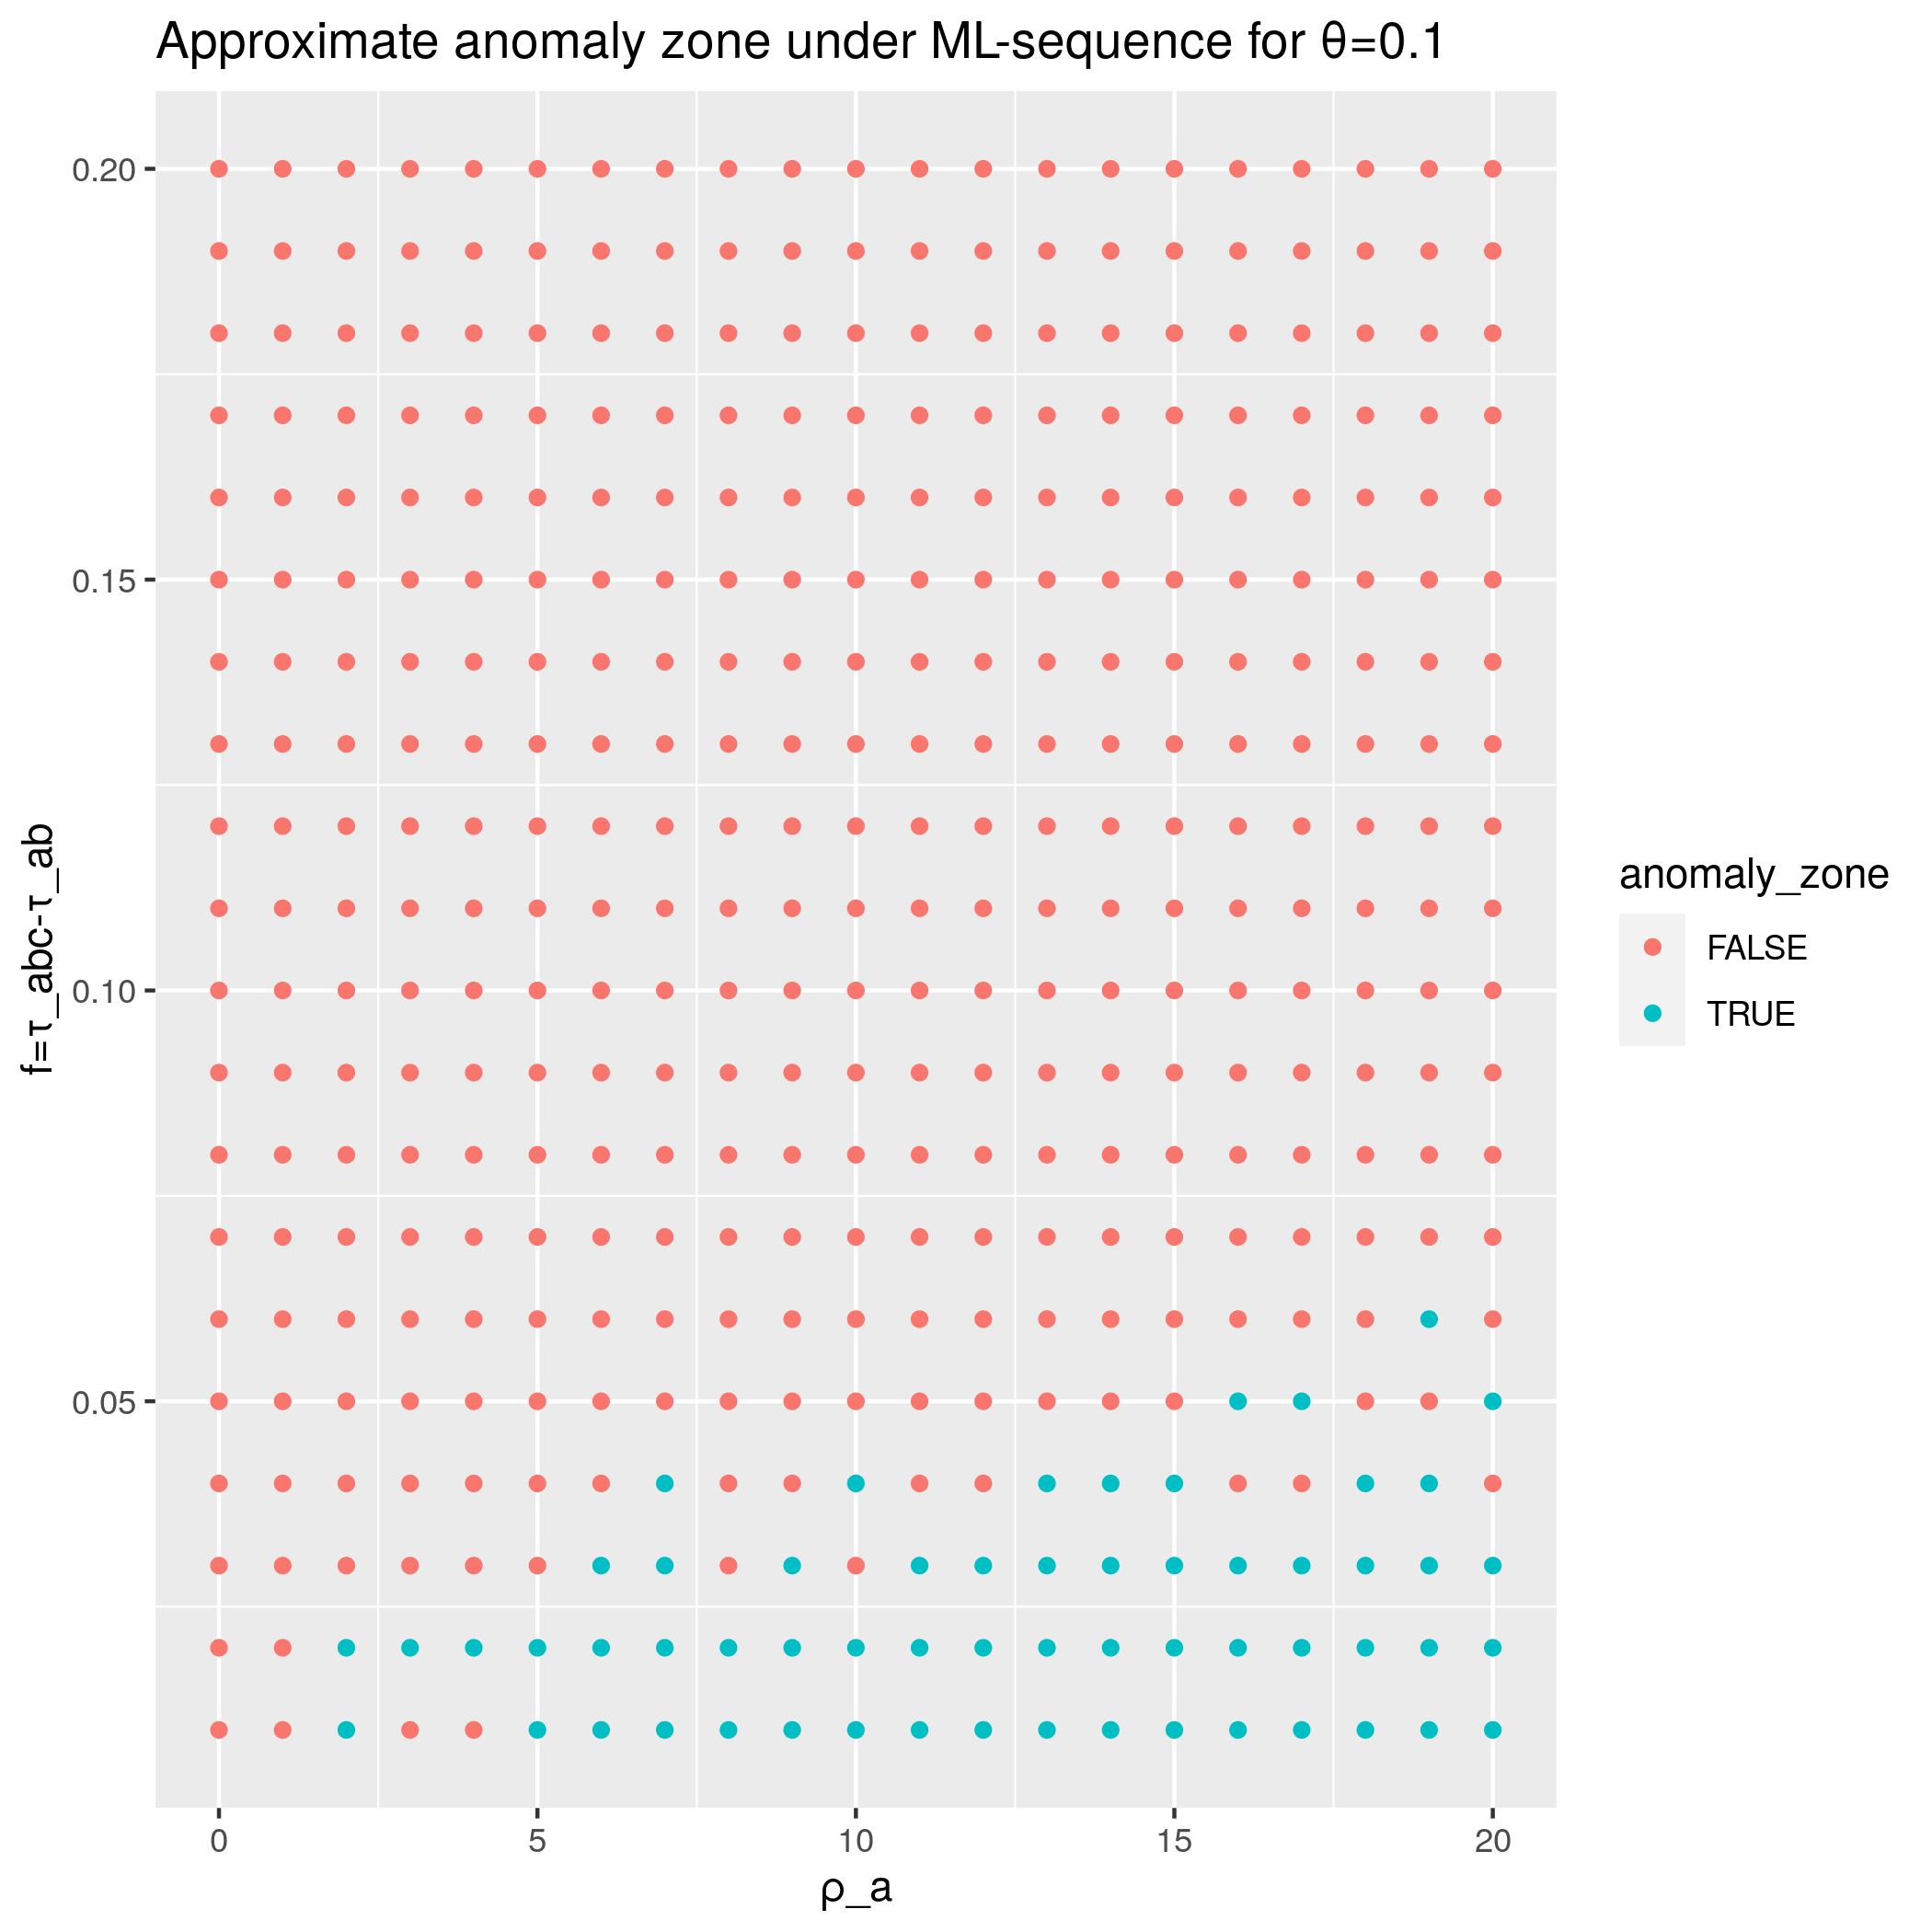 Approximate anomaly zone under ML-sequence for θ=0.1
f=τ_abc-τ_ab
0.20
0.15
0.10
0.05
0 5 10 15 20
ρ_a
anomaly_zone
FALSE
TRUE